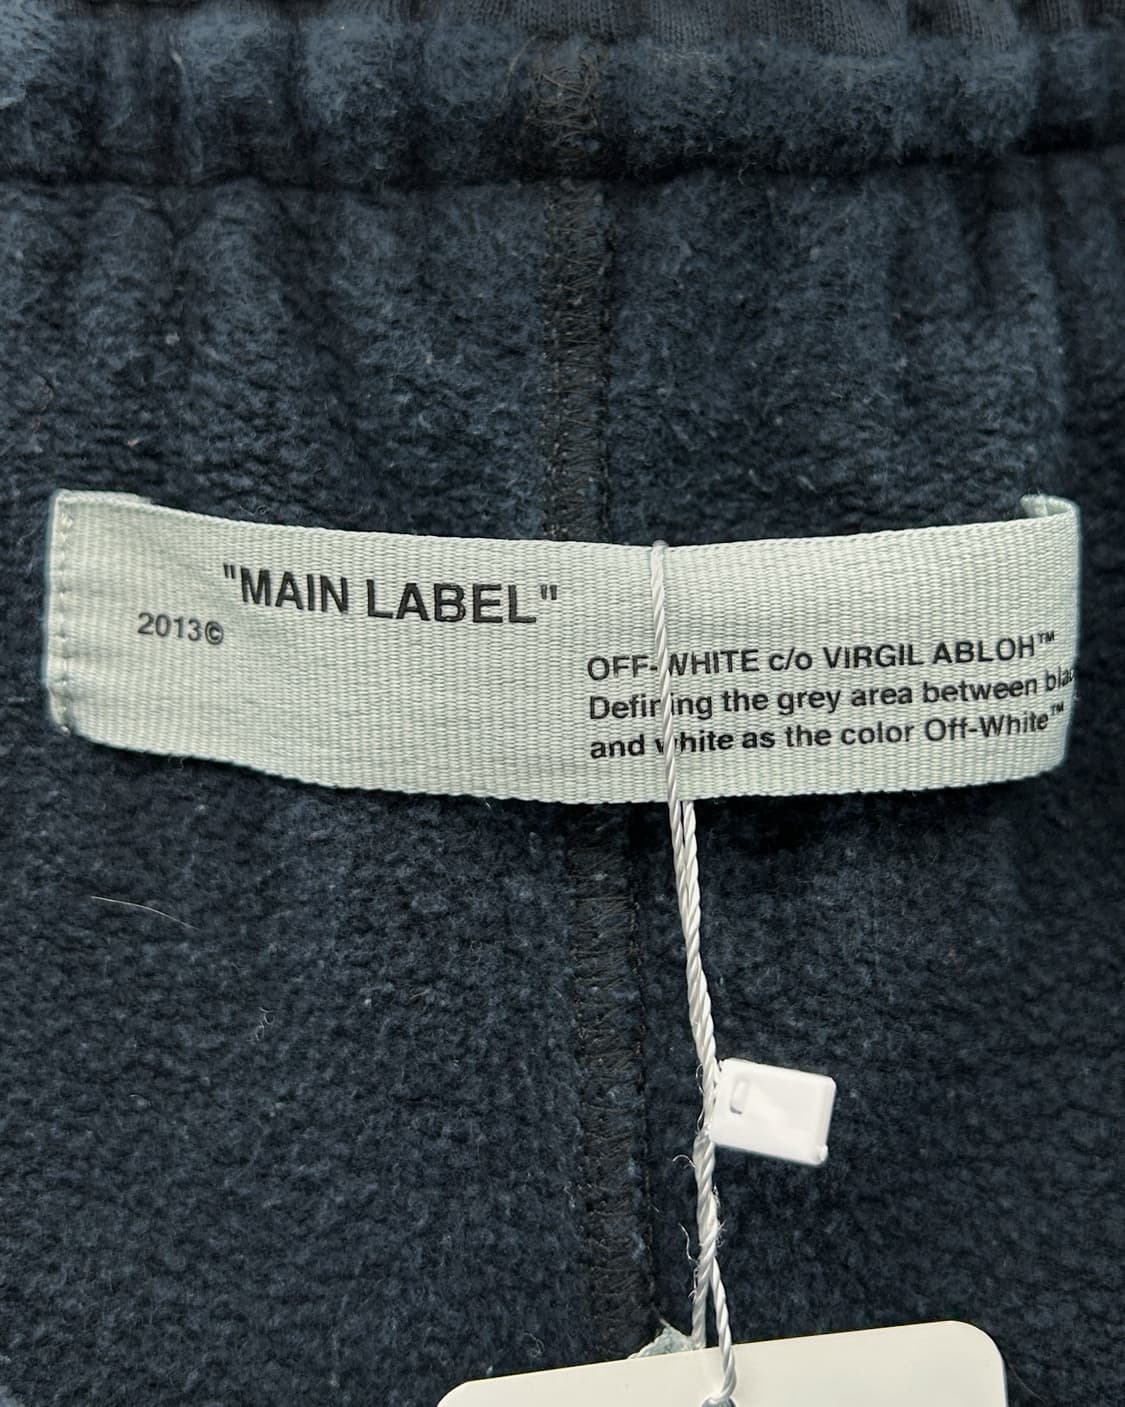 "MAIN LABEL"
2013©
OFF-WHITE c/o VIRGIL ABLOH™
Defining the grey area between
and white as the color Off-White™